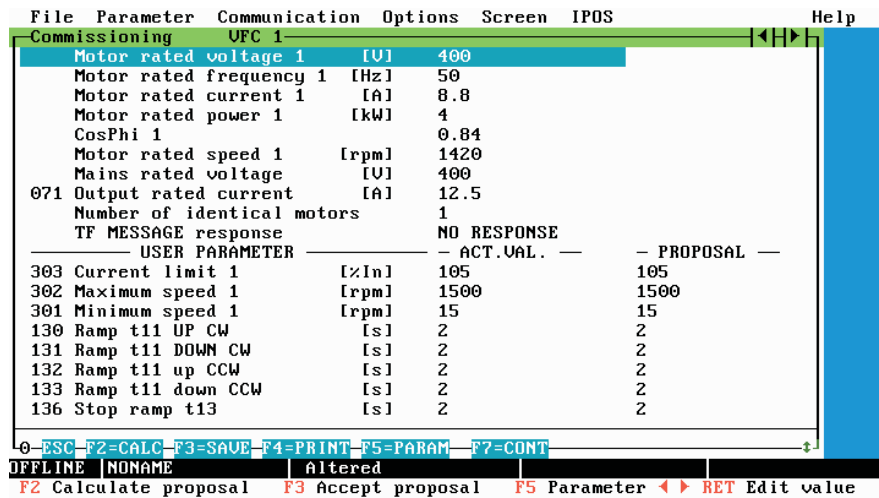 File Parameter Communication Options Screen IPOS Help
Commissioning VFC 1
Motor rated voltage 1 [V] 400
Motor rated frequency 1 [Hz] 50
Motor rated current 1 [A] 8.8
Motor rated power 1 [kW] 4
CosPhi 1 0.84
Motor rated speed 1 [rpm] 1420
Mains rated voltage [V] 400
071 Output rated current [A] 12.5
Number of identical motors 1
TF MESSAGE response NO RESPONSE
USER PARAMETER - ACT.VAL. - - PROPOSAL -
303 Current limit 1 [%In] 105 105
302 Maximum speed 1 [rpm] 1500 1500
301 Minimum speed 1 [rpm] 15 15
130 Ramp t11 UP CW [s] 2 2
131 Ramp t11 DOWN CW [s] 2 2
132 Ramp t11 up CCW [s] 2 2
133 Ramp t11 down CCW [s] 2 2
136 Stop ramp t13 [s] 2 2
0-ESC-F2=CALC-F3=SAVE-F4=PRINT-F5=PARAM-F7=CONT
OFFLINE NONAME Altered
F2 Calculate proposal F3 Accept proposal F5 Parameter RET Edit value